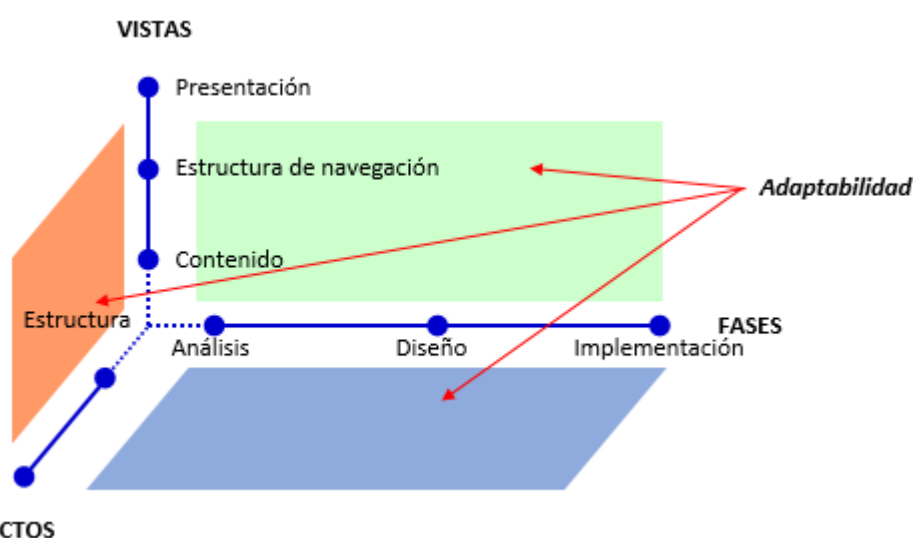 VISTAS
Presentación
Estructura de navegación
Adaptabilidad
Contenido
Estructura
FASES
Análisis
Diseño
Implementación
CTOS